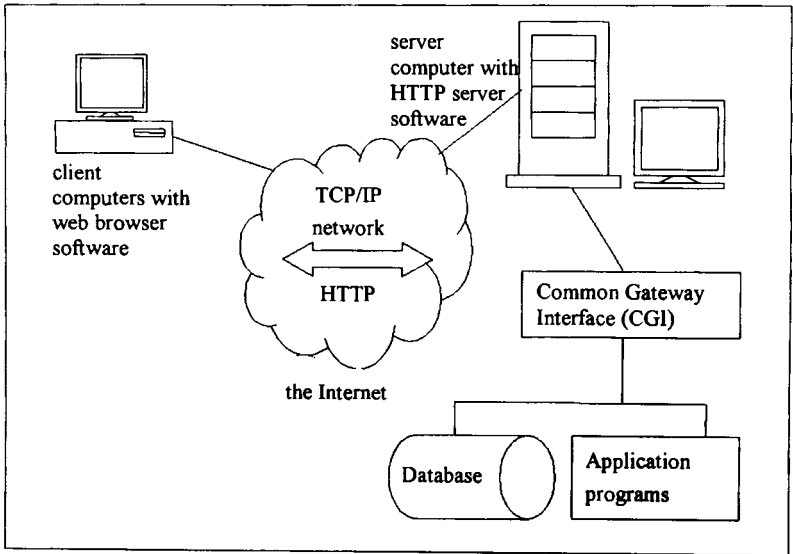 server
computer with
HTTP server
software
client
computers with
web browser
software
TCP/IP
network
HTTP
the Internet
Common Gateway
Interface (CGI)
Database
Application
programs